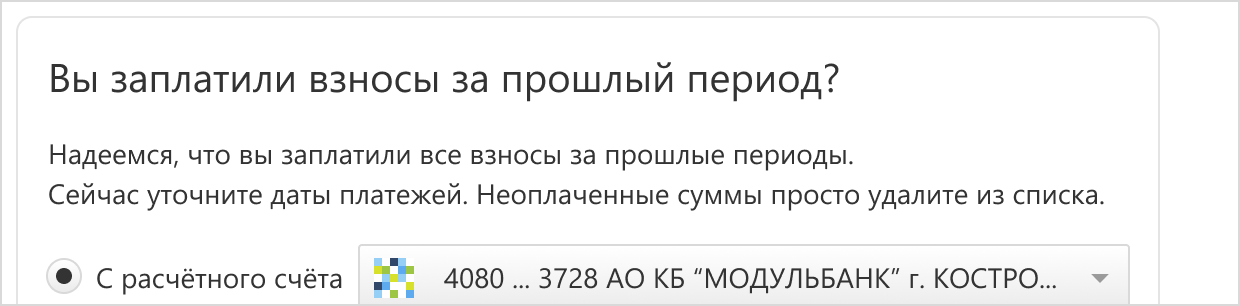 Вы заплатили взносы за прошлый период?
Надеемся, что вы заплатили все взносы за прошлые периоды.
Сейчас уточните даты платежей. Неоплаченные суммы просто удалите из списка.
С расчётного счёта 4080 ... 3728 АО КБ “МОДУЛЬБАНК” г. КОСТРО...